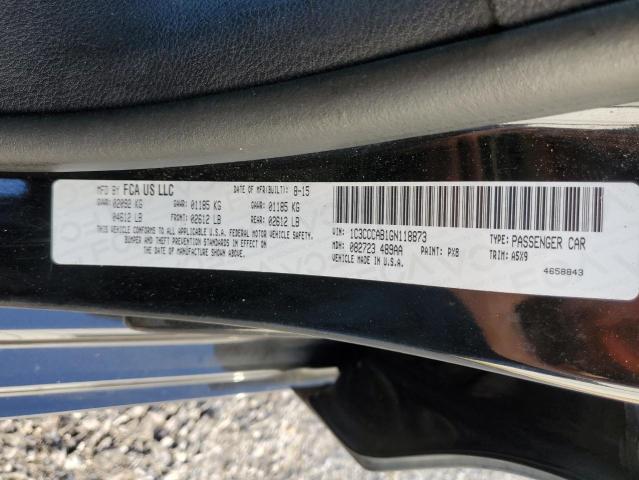 MFD BY FCA US LLC DATE OF MFR(BUILT): 8-15
GVWR: 02092 KG GAWR: 01185 KG GAWR: 01185 KG
04612 LB FRONT: 02612 LB REAR: 02612 LB
THIS VEHICLE CONFORMS TO ALL APPLICABLE U.S.A. FEDERAL MOTOR VEHICLE SAFETY,
BUMPER AND THEFT PREVENTION STANDARDS IN EFFECT ON
THE DATE OF MANUFACTURE SHOWN ABOVE.
VIN: 1C3CCCAB1GN118873 TYPE: PASSENGER CAR
MDH: 082723 489AA PAINT: PX8 TRIM: A5X9
VEHICLE MADE IN U.S.A. 4658843